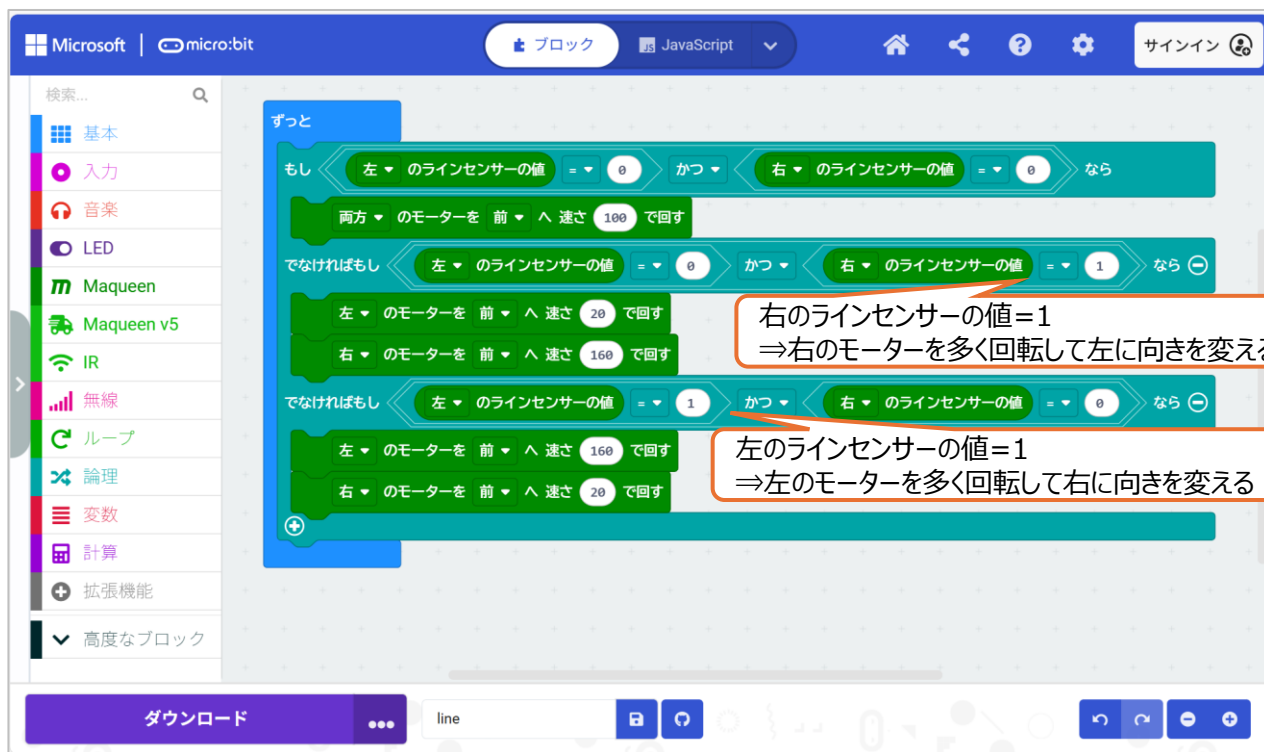 Microsoft micro:bit ブロック JS JavaScript サインイン
検索...
基本
入力
音楽
LED
Maqueen
Maqueen v5
IR
無線
ループ
論理
変数
計算
拡張機能
高度なブロック
ずっと
もし 左 のラインセンサーの値 = 0 かつ 右 のラインセンサーの値 = 0 なら
両方 のモーターを 前 へ 速さ 100 で回す
でなければもし 左 のラインセンサーの値 = 0 かつ 右 のラインセンサーの値 = 1 なら
左 のモーターを 前 へ 速さ 20 で回す
右 のモーターを 前 へ 速さ 160 で回す
右のラインセンサーの値=1
⇒右のモーターを多く回転して左に向きを変える
でなければもし 左 のラインセンサーの値 = 1 かつ 右 のラインセンサーの値 = 0 なら
左 のモーターを 前 へ 速さ 160 で回す
右 のモーターを 前 へ 速さ 20 で回す
左のラインセンサーの値=1
⇒左のモーターを多く回転して右に向きを変える
ダウンロード
line